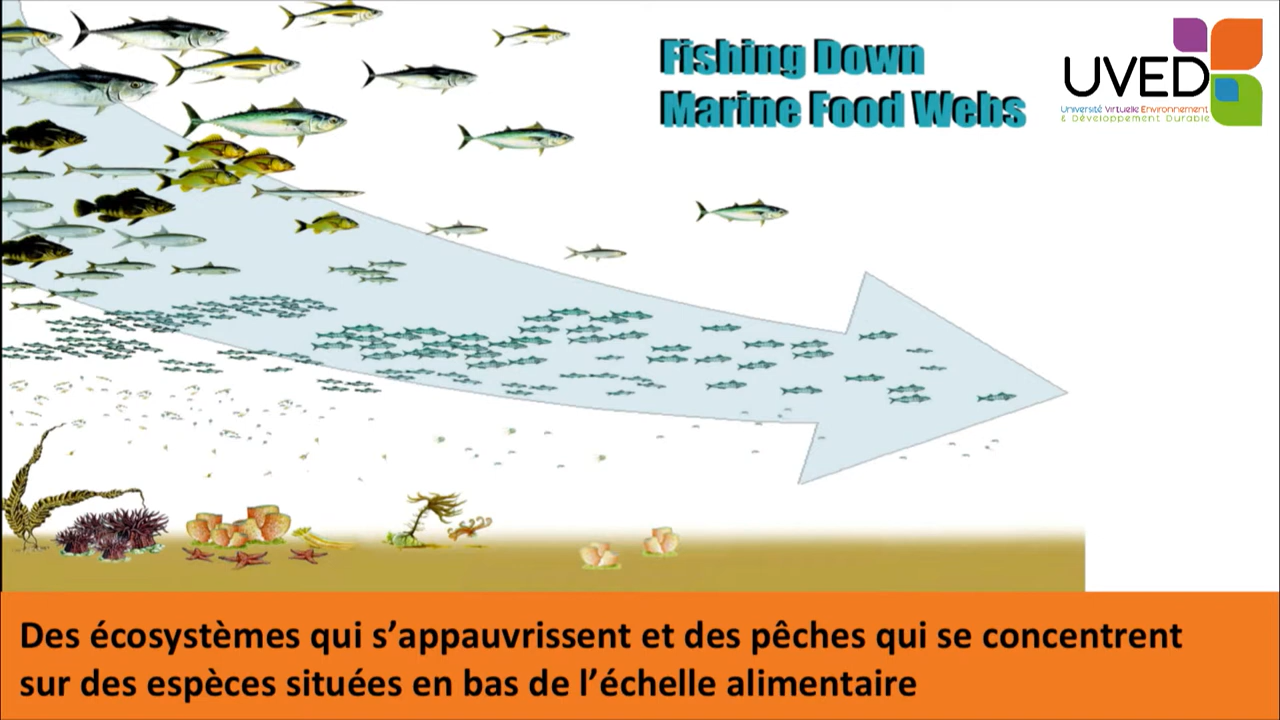 Fishing Down
Marine Food Webs
UVED
Université Virtuelle Environnement
& Développement Durable
Des écosystèmes qui s’appauvrissent et des pêches qui se concentrent
sur des espèces situées en bas de l’échelle alimentaire